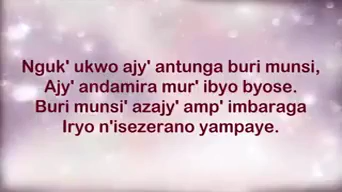 Nguk' ukwo ajy' antunga buri munsi,
Ajy' andamira mur' ibyo byose.
Buri munsi' azajy' amp' imbaraga
Iryo n'isezerano yampaye.